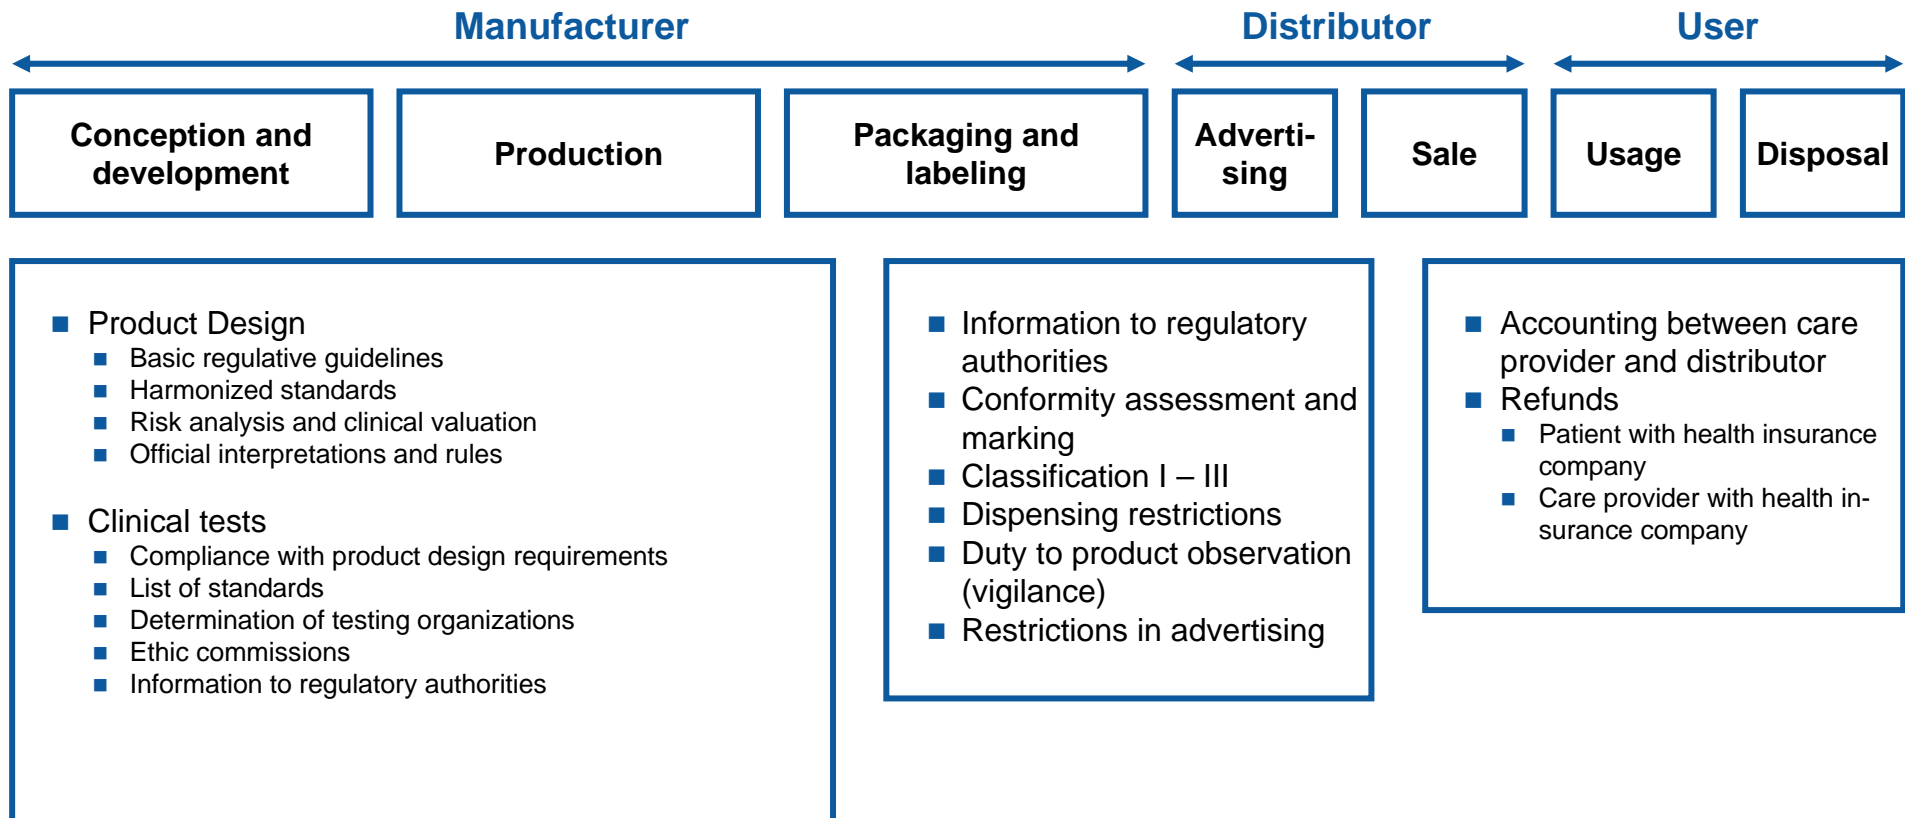 Manufacturer
Distributor
User
Conception and
development
Production
Packaging and
labeling
Adverti-
sing
Sale
Usage
Disposal
Product Design
Basic regulative guidelines
Harmonized standards
Risk analysis and clinical valuation
Official interpretations and rules
Clinical tests
Compliance with product design requirements
List of standards
Determination of testing organizations
Ethic commissions
Information to regulatory authorities
Information to regulatory
authorities
Conformity assessment and
marking
Classification I – III
Dispensing restrictions
Duty to product observation
(vigilance)
Restrictions in advertising
Accounting between care
provider and distributor
Refunds
Patient with health insurance
company
Care provider with health in-
surance company